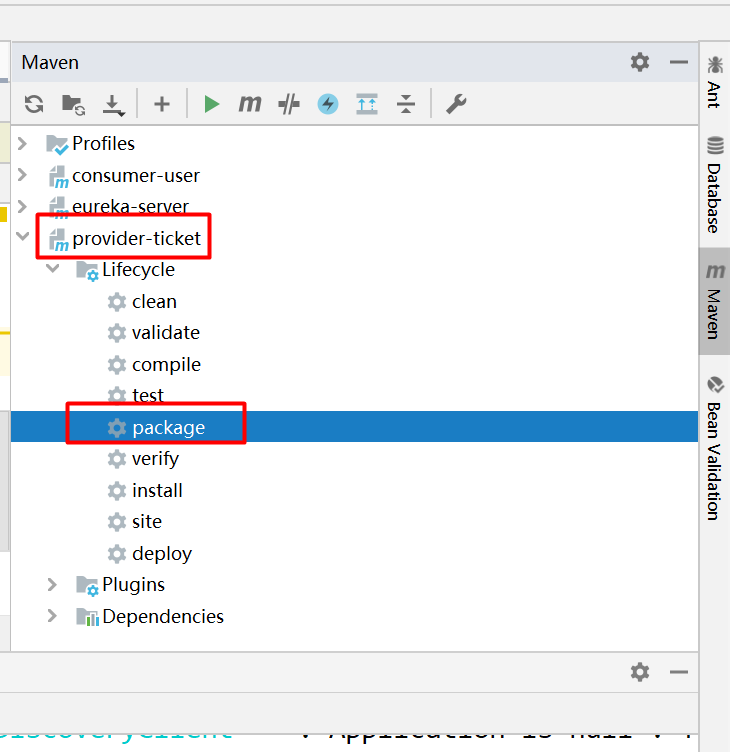 Maven
Profiles
consumer-user
eureka-server
provider-ticket
Lifecycle
clean
validate
compile
test
package
verify
install
site
deploy
Plugins
Dependencies
Ant
Database
Maven
Bean Validation